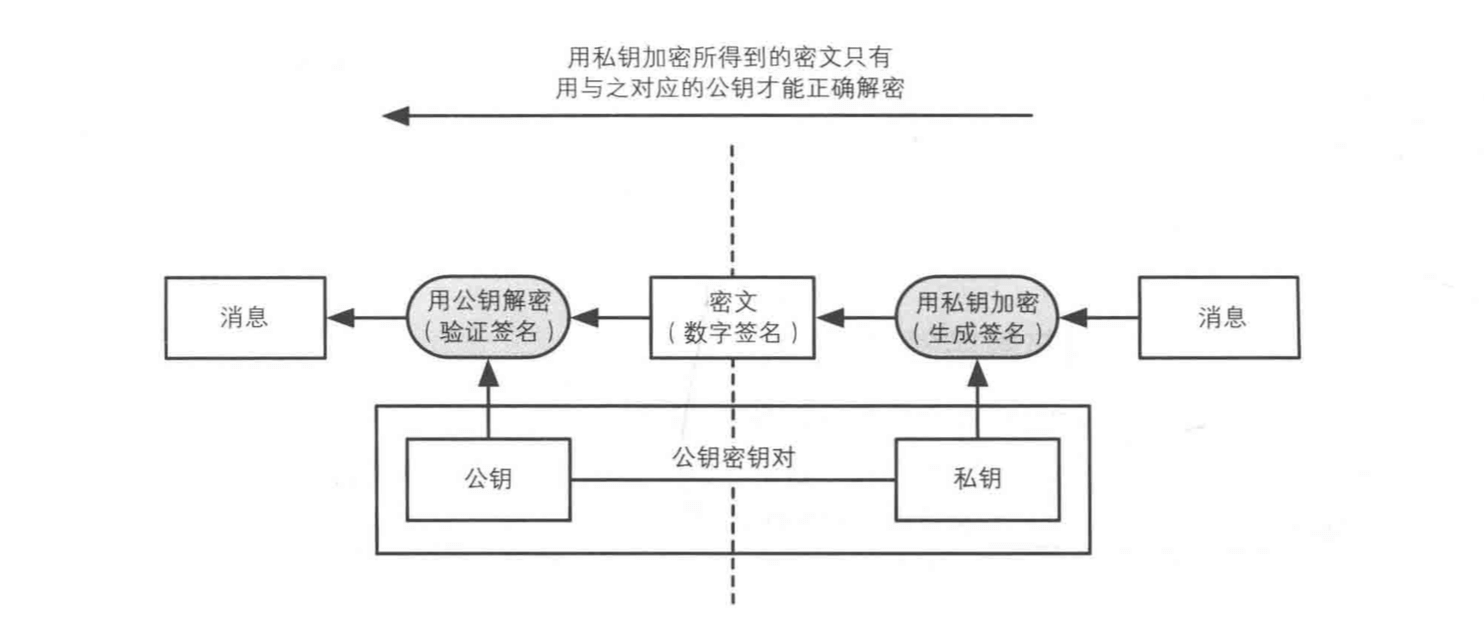 用私钥加密所得到的密文只有
用与之对应的公钥才能正确解密
消息
用公钥解密
（验证签名）
密文
（数字签名）
用私钥加密
（生成签名）
消息
公钥
公钥密钥对
私钥